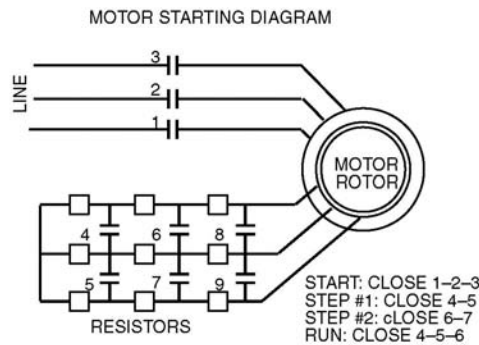 MOTOR STARTING DIAGRAM
3
2
1
LINE
MOTOR
ROTOR
4
6
8
5
7
9
RESISTORS
START: CLOSE 1–2–3
STEP #1: CLOSE 4–5
STEP #2: cLOSE 6–7
RUN: CLOSE 4–5–6